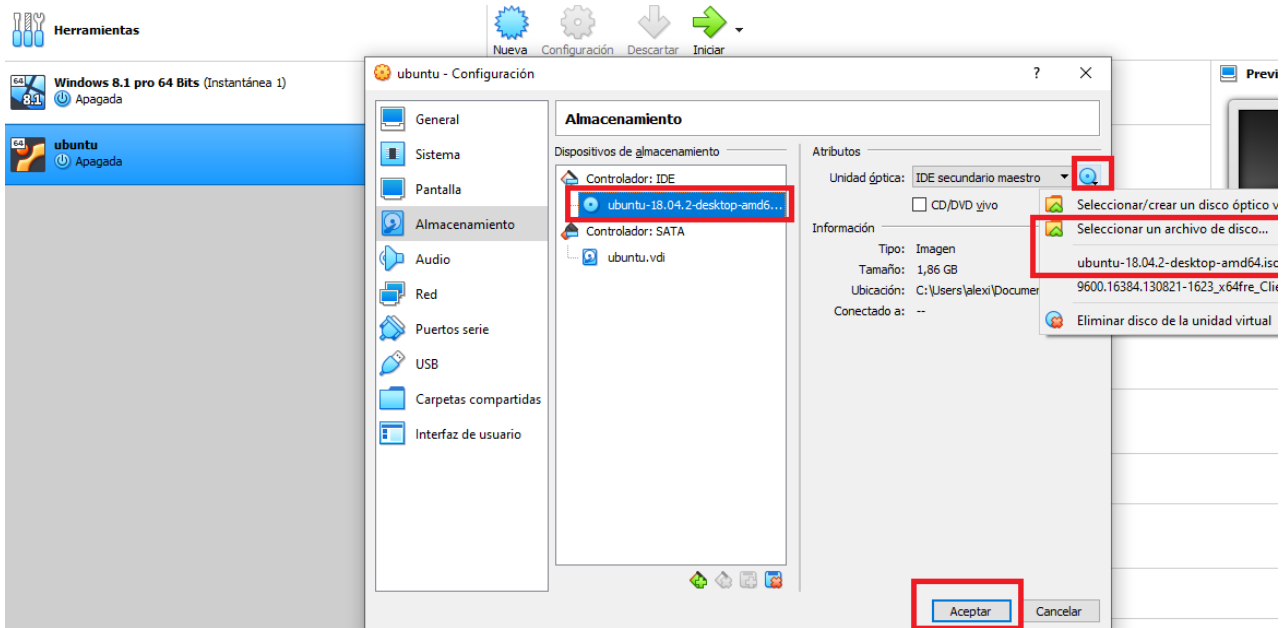 Herramientas
Nueva Configuración Descartar Iniciar
64 8.1 Windows 8.1 pro 64 Bits (Instantánea 1)
Apagada
64 ubuntu
Apagada
Previ
ubuntu - Configuración ? X
General
Sistema
Pantalla
Almacenamiento
Audio
Red
Puertos serie
USB
Carpetas compartidas
Interfaz de usuario
Almacenamiento
Dispositivos de almacenamiento
Controlador: IDE
ubuntu-18.04.2-desktop-amd6...
Controlador: SATA
ubuntu.vdi
Atributos
Unidad óptica: IDE secundario maestro
CD/DVD vivo
Información
Tipo: Imagen
Tamaño: 1,86 GB
Ubicación: C:\Users\alexi\Documen
Conectado a: --
Seleccionar/crear un disco óptico v
Seleccionar un archivo de disco...
ubuntu-18.04.2-desktop-amd64.iso
9600.16384.130821-1623_x64fre_Clie
Eliminar disco de la unidad virtual
Aceptar Cancelar